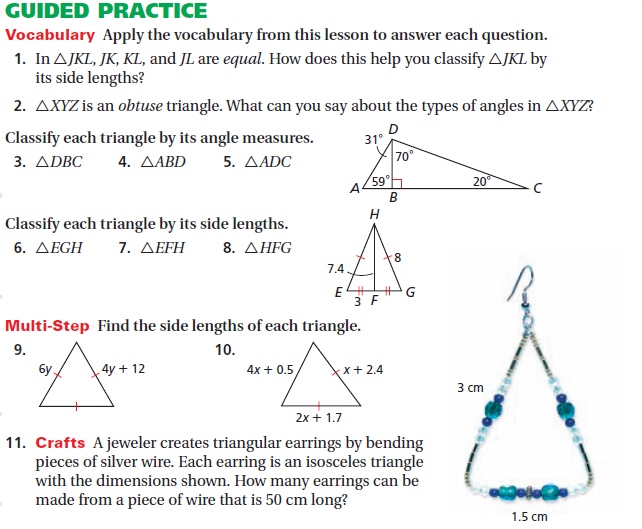 GUIDED PRACTICE
Vocabulary Apply the vocabulary from this lesson to answer each question.
1. In △JKL, JK, KL, and JL are equal. How does this help you classify △JKL by
its side lengths?
2. △XYZ is an obtuse triangle. What can you say about the types of angles in △XYZ?
Classify each triangle by its angle measures.
3. △DBC 4. △ABD 5. △ADC
D
31°
70°
59°
20°
A
B
C
Classify each triangle by its side lengths.
6. △EGH 7. △EFH 8. △HFG
H
8
7.4
E
3 F
G
Multi-Step Find the side lengths of each triangle.
9.
6y
4y + 12
10.
4x + 0.5
x + 2.4
2x + 1.7
11. Crafts A jeweler creates triangular earrings by bending
pieces of silver wire. Each earring is an isosceles triangle
with the dimensions shown. How many earrings can be
made from a piece of wire that is 50 cm long?
3 cm
1.5 cm